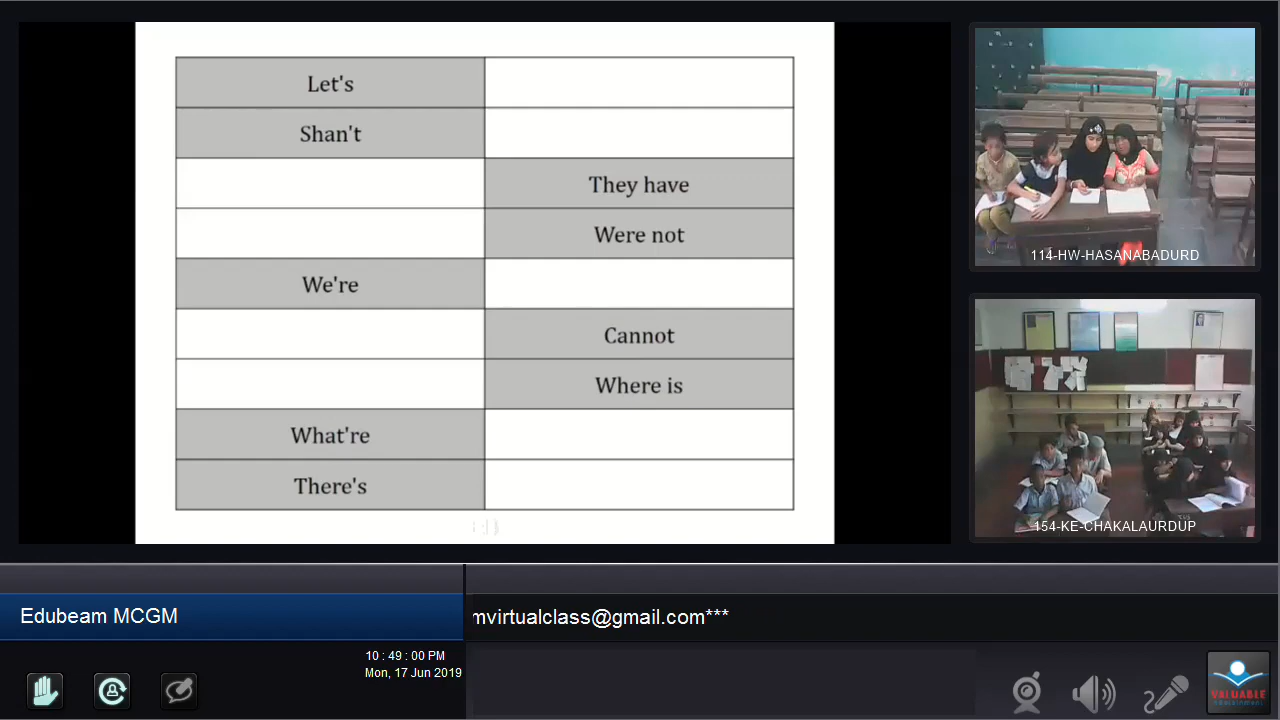 Let's
Shan't
They have
Were not
We're
Cannot
Where is
What're
There's
114-HW-HASANABADURD
154-KE-CHAKALAURDUP
Edubeam MCGM
mvirtualclass@gmail.com***
10 : 49 : 00 PM
Mon, 17 Jun 2019
VALUABLE